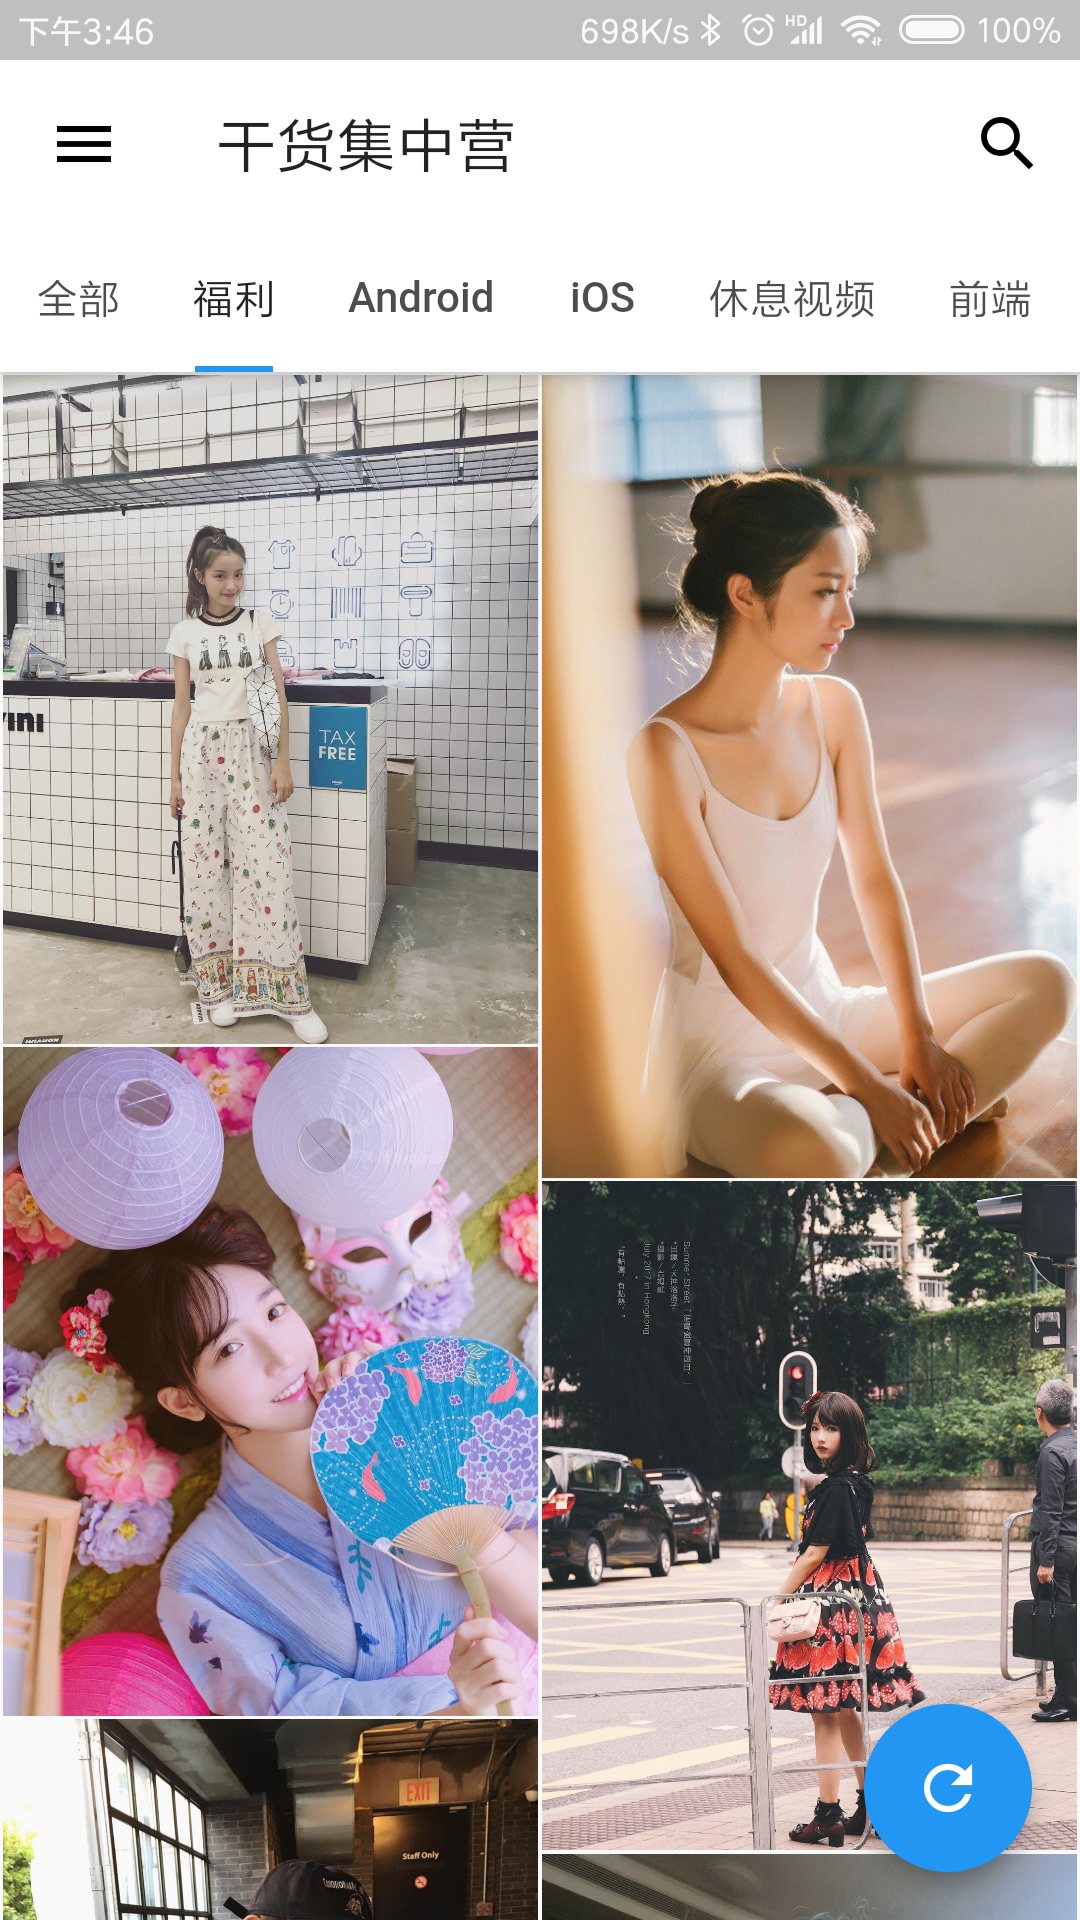 下午3:46 698K/s HD 100%
干货集中营
全部 福利 Android iOS 休息视频 前端
TAX
FREE
EXIT
Staff Only